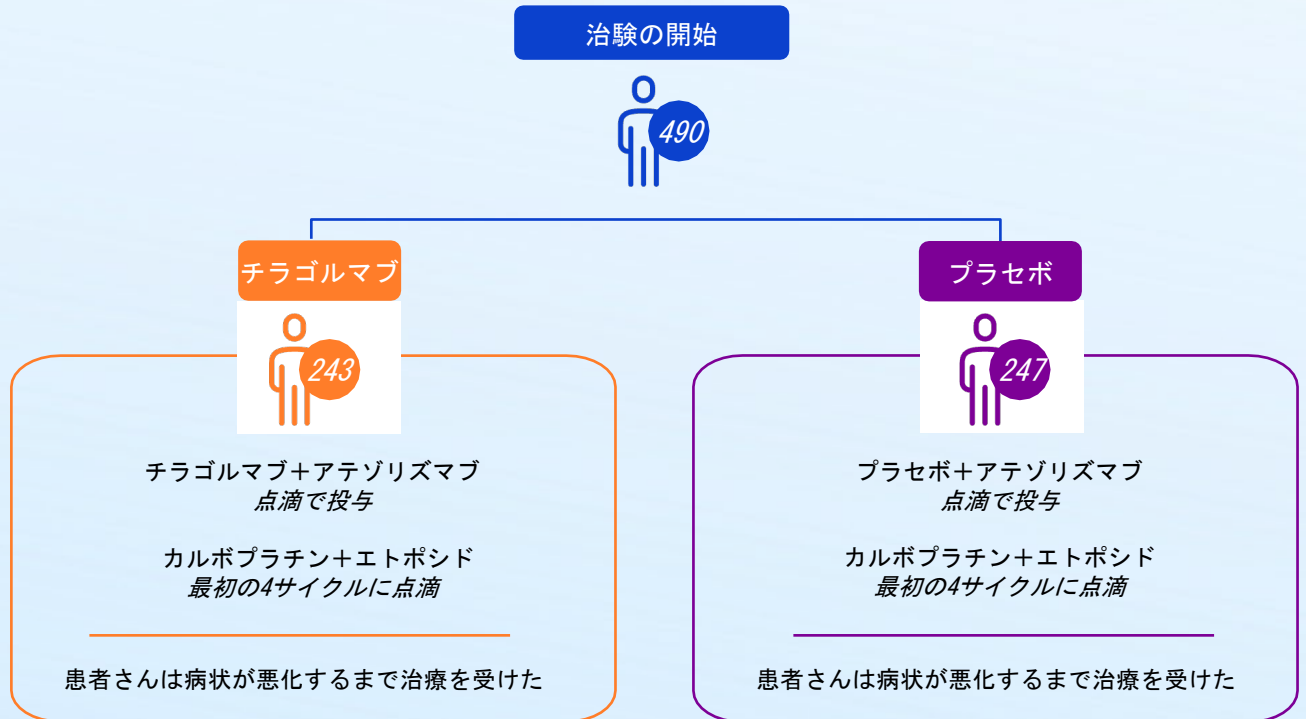 治験の開始
490
チラゴルマブ
243
チラゴルマブ＋アテゾリズマブ
点滴で投与
カルボプラチン＋エトポシド
最初の4サイクルに点滴
患者さんは病状が悪化するまで治療を受けた
プラセボ
247
プラセボ＋アテゾリズマブ
点滴で投与
カルボプラチン＋エトポシド
最初の4サイクルに点滴
患者さんは病状が悪化するまで治療を受けた